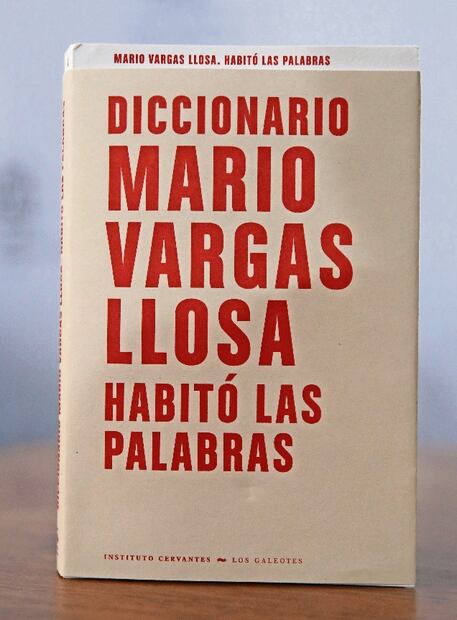 MARIO VARGAS LLOSA. HABITÓ LAS PALABRAS
DICCIONARIO
MARIO
VARGAS
LLOSA
HABITÓ LAS
PALABRAS
INSTITUTO CERVANTES ~ LOS GALEOTES